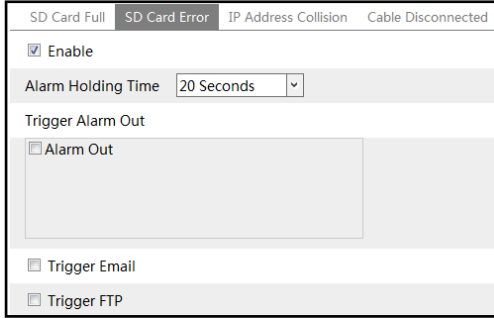 SD Card Full SD Card Error IP Address Collision Cable Disconnected
Enable
Alarm Holding Time 20 Seconds
Trigger Alarm Out
Alarm Out
Trigger Email
Trigger FTP